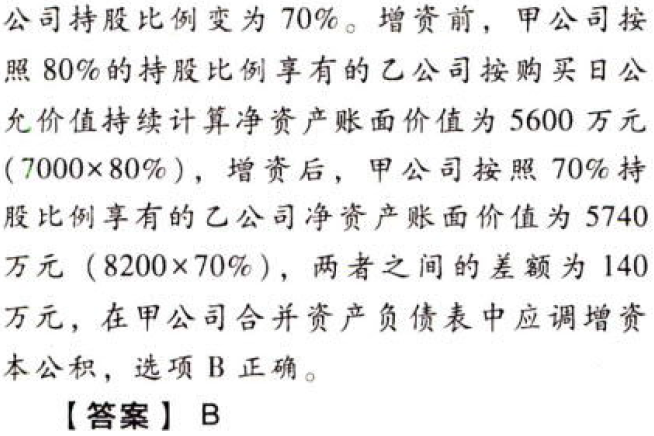 公司持股比例变为 70%。增资前，甲公司按
照 80%的持股比例享有的乙公司按购买日公
允价值持续计算净资产账面价值为 5600 万元
(7000×80%)，增资后，甲公司按照 70%持
股比例享有的乙公司净资产账面价值为 5740
万元 (8200×70%)，两者之间的差额为 140
万元，在甲公司合并资产负债表中应调增资
本公积，选项 B 正确。
【答案】 B